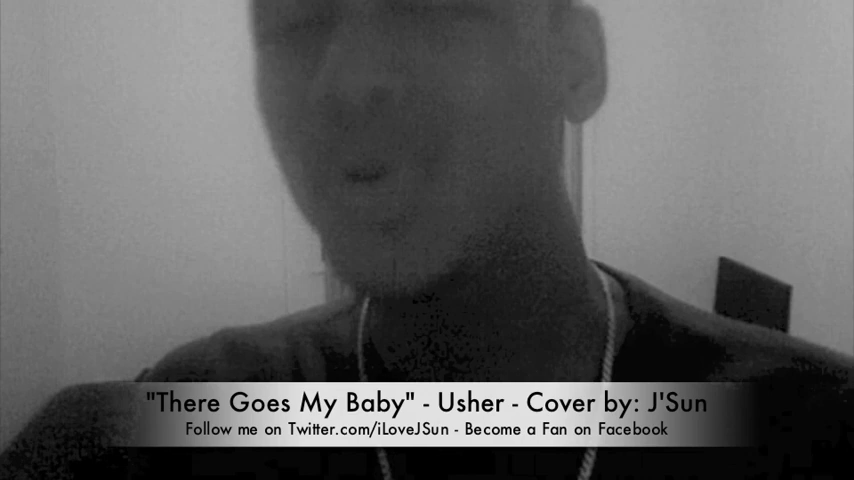 "There Goes My Baby" - Usher - Cover by: J'Sun
Follow me on Twitter.com/iLoveJSun - Become a Fan on Facebook